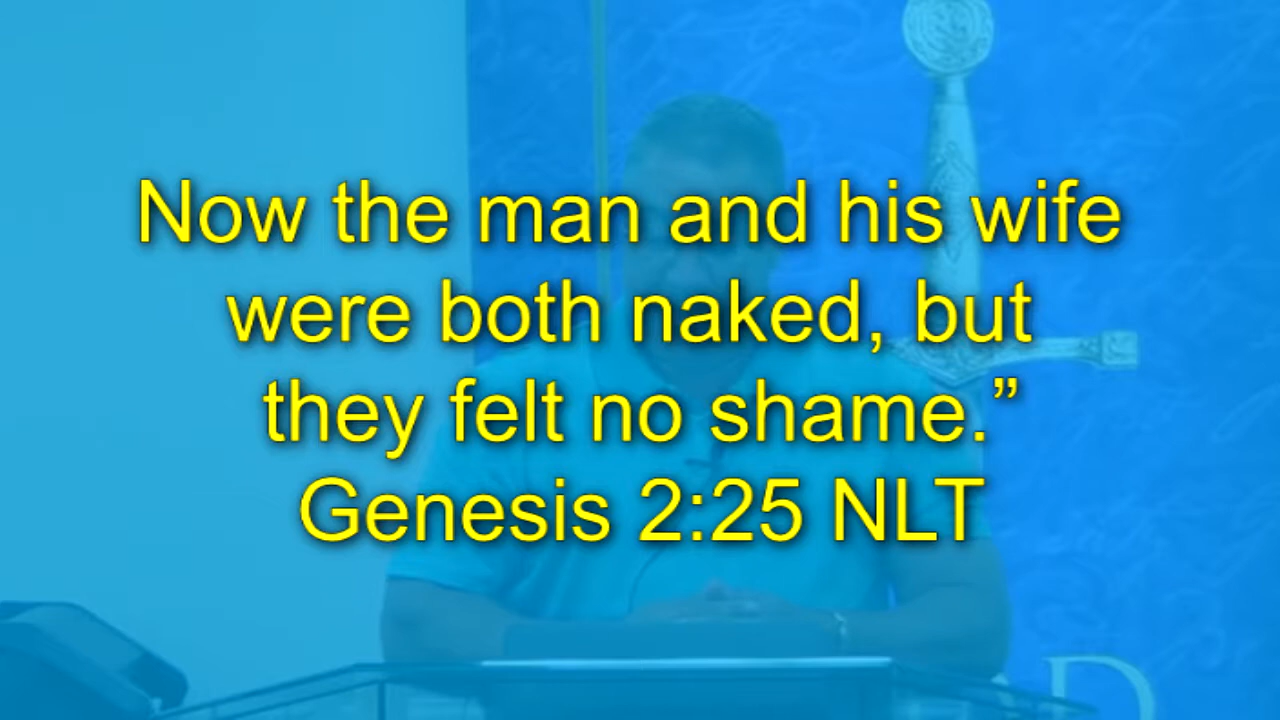 Now the man and his wife
were both naked, but
they felt no shame.”
Genesis 2:25 NLT
D